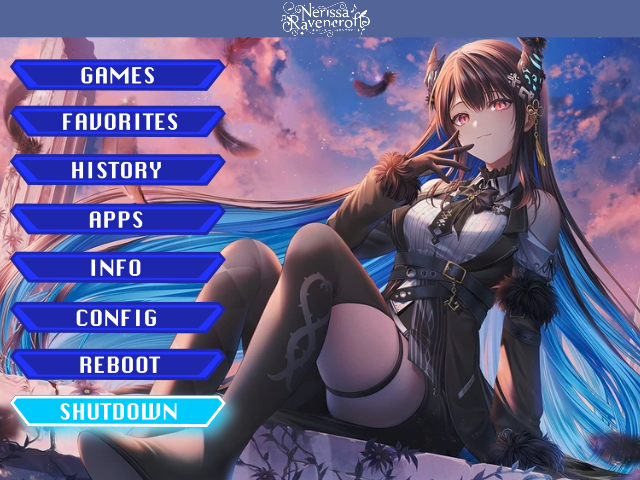 Nerissa
Ravencroft
GAMES
FAVORITES
HISTORY
APPS
INFO
CONFIG
REBOOT
SHUTDOWN